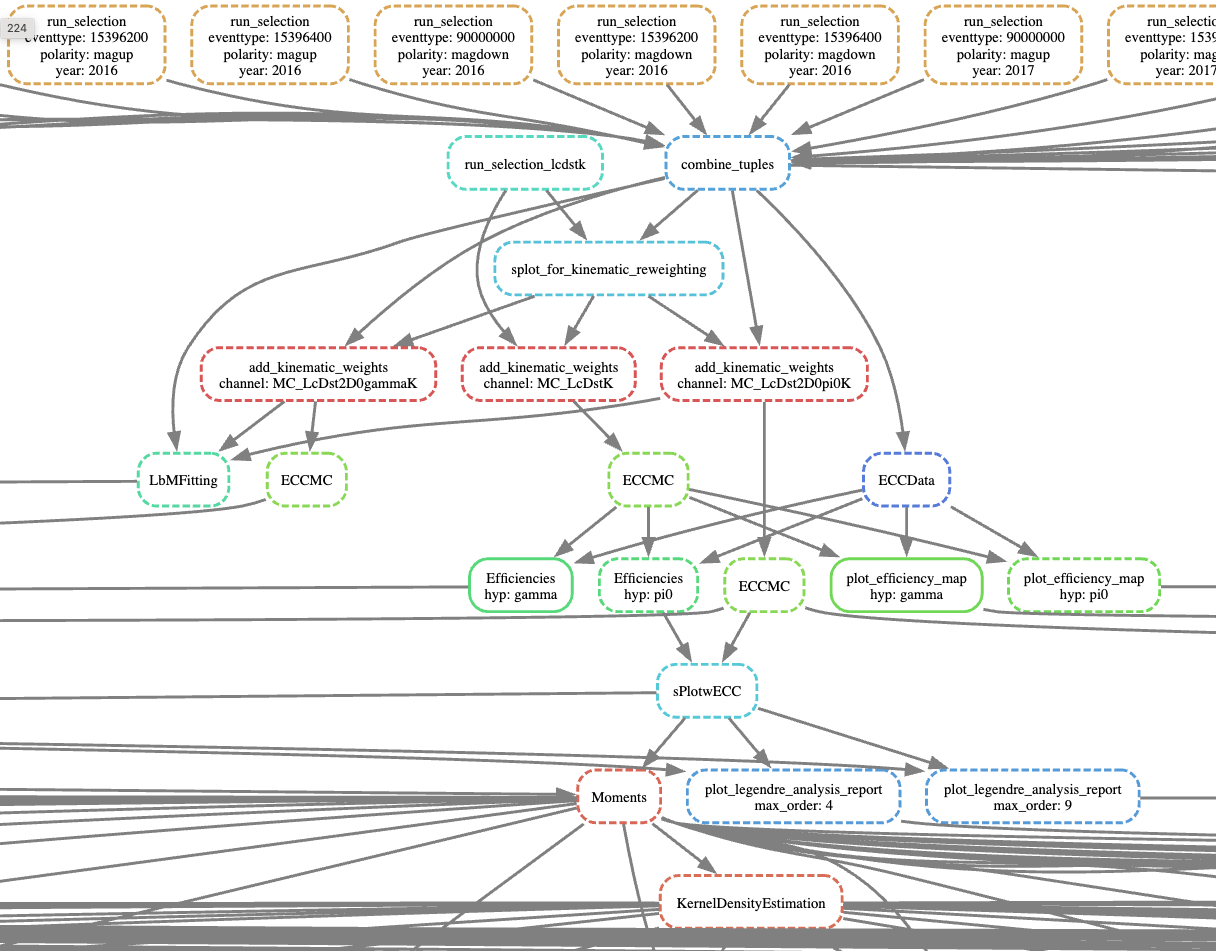 224
run_selection
eventtype: 15396200
polarity: magup
year: 2016
run_selection
eventtype: 15396400
polarity: magup
year: 2016
run_selection
eventtype: 90000000
polarity: magdown
year: 2016
run_selection
eventtype: 15396200
polarity: magdown
year: 2016
run_selection
eventtype: 15396400
polarity: magdown
year: 2016
run_selection
eventtype: 90000000
polarity: magup
year: 2017
eventtype:
polarity:
year: 2017
run_selection_lcdstk
combine_tuples
splot_for_kinematic_reweighting
add_kinematic_weights
channel: MC_LcDst2D0gammaK
add_kinematic_weights
channel: MC_LcDstK
add_kinematic_weights
channel: MC_LcDst2D0pi0K
LbMFitting
ECCMC
ECCMC
ECCData
Efficiencies
hyp: gamma
Efficiencies
hyp: pi0
ECCMC
plot_efficiency_map
hyp: gamma
plot_efficiency_map
hyp: pi0
sPlotwECC
Moments
plot_legendre_analysis_report
max_order: 4
plot_legendre_analysis_report
max_order: 9
KernelDensityEstimation